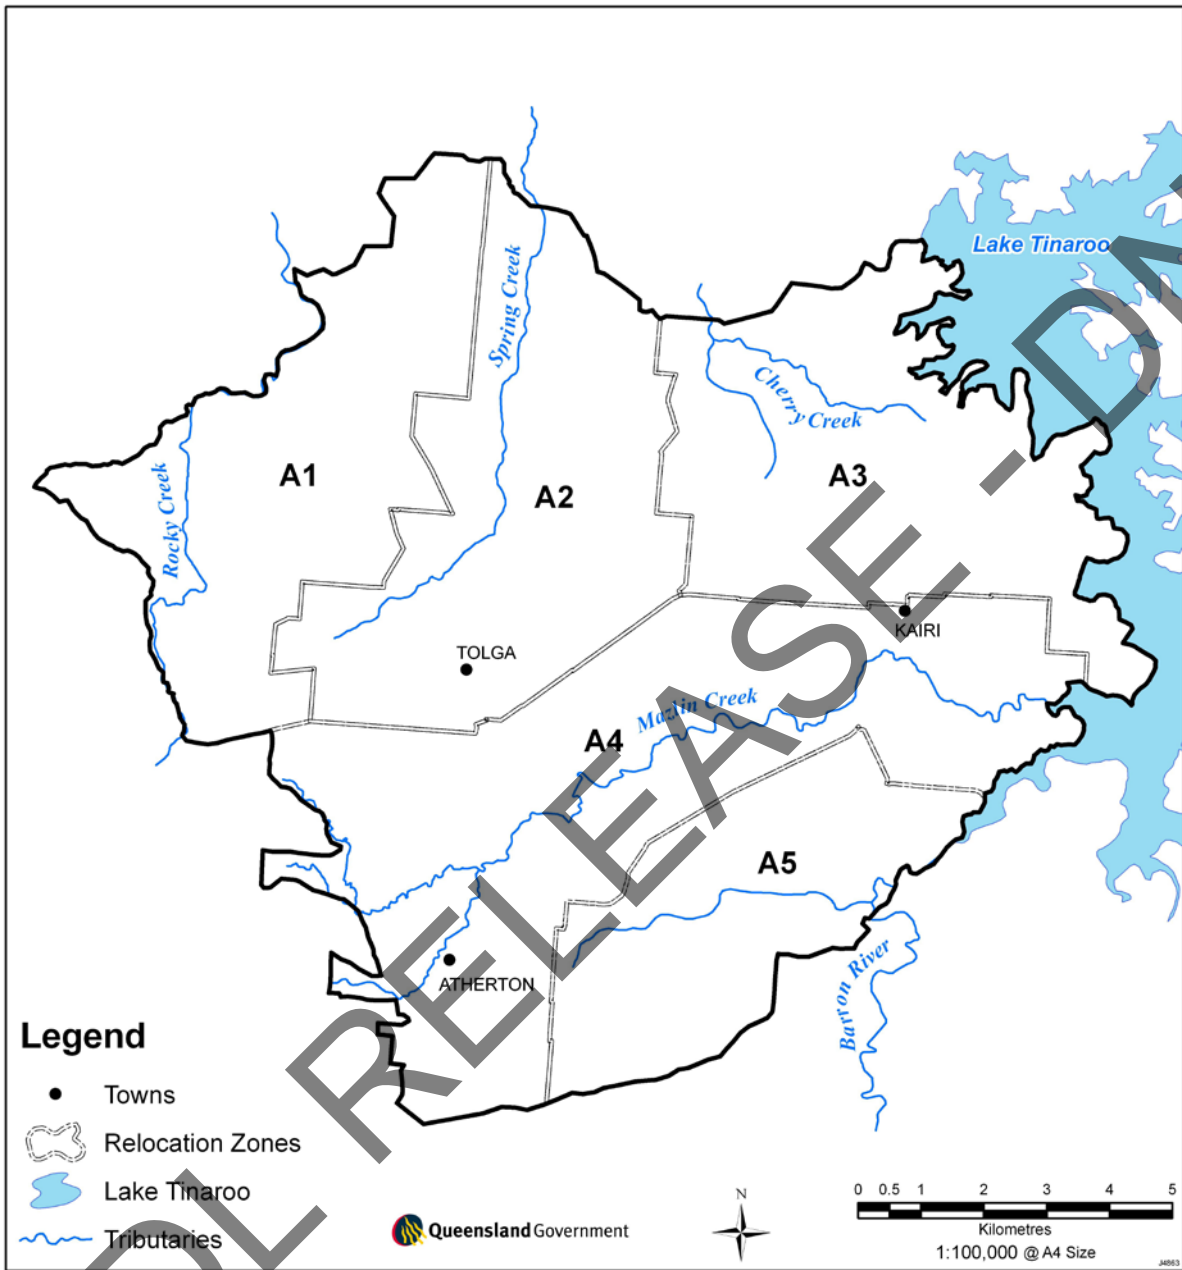 Lake Tinaroo
Spring Creek
Cherry Creek
Rocky Creek
A1
A2
A3
KAIRI
TOLGA
Mazlin Creek
A4
A5
ATHERTON
Barron River
Legend
Towns
Relocation Zones
Lake Tinaroo
Tributaries
Queensland Government
N
0 0.5 1 2 3 4 5
Kilometres
1:100,000 @ A4 Size
J4863
RELEASE -